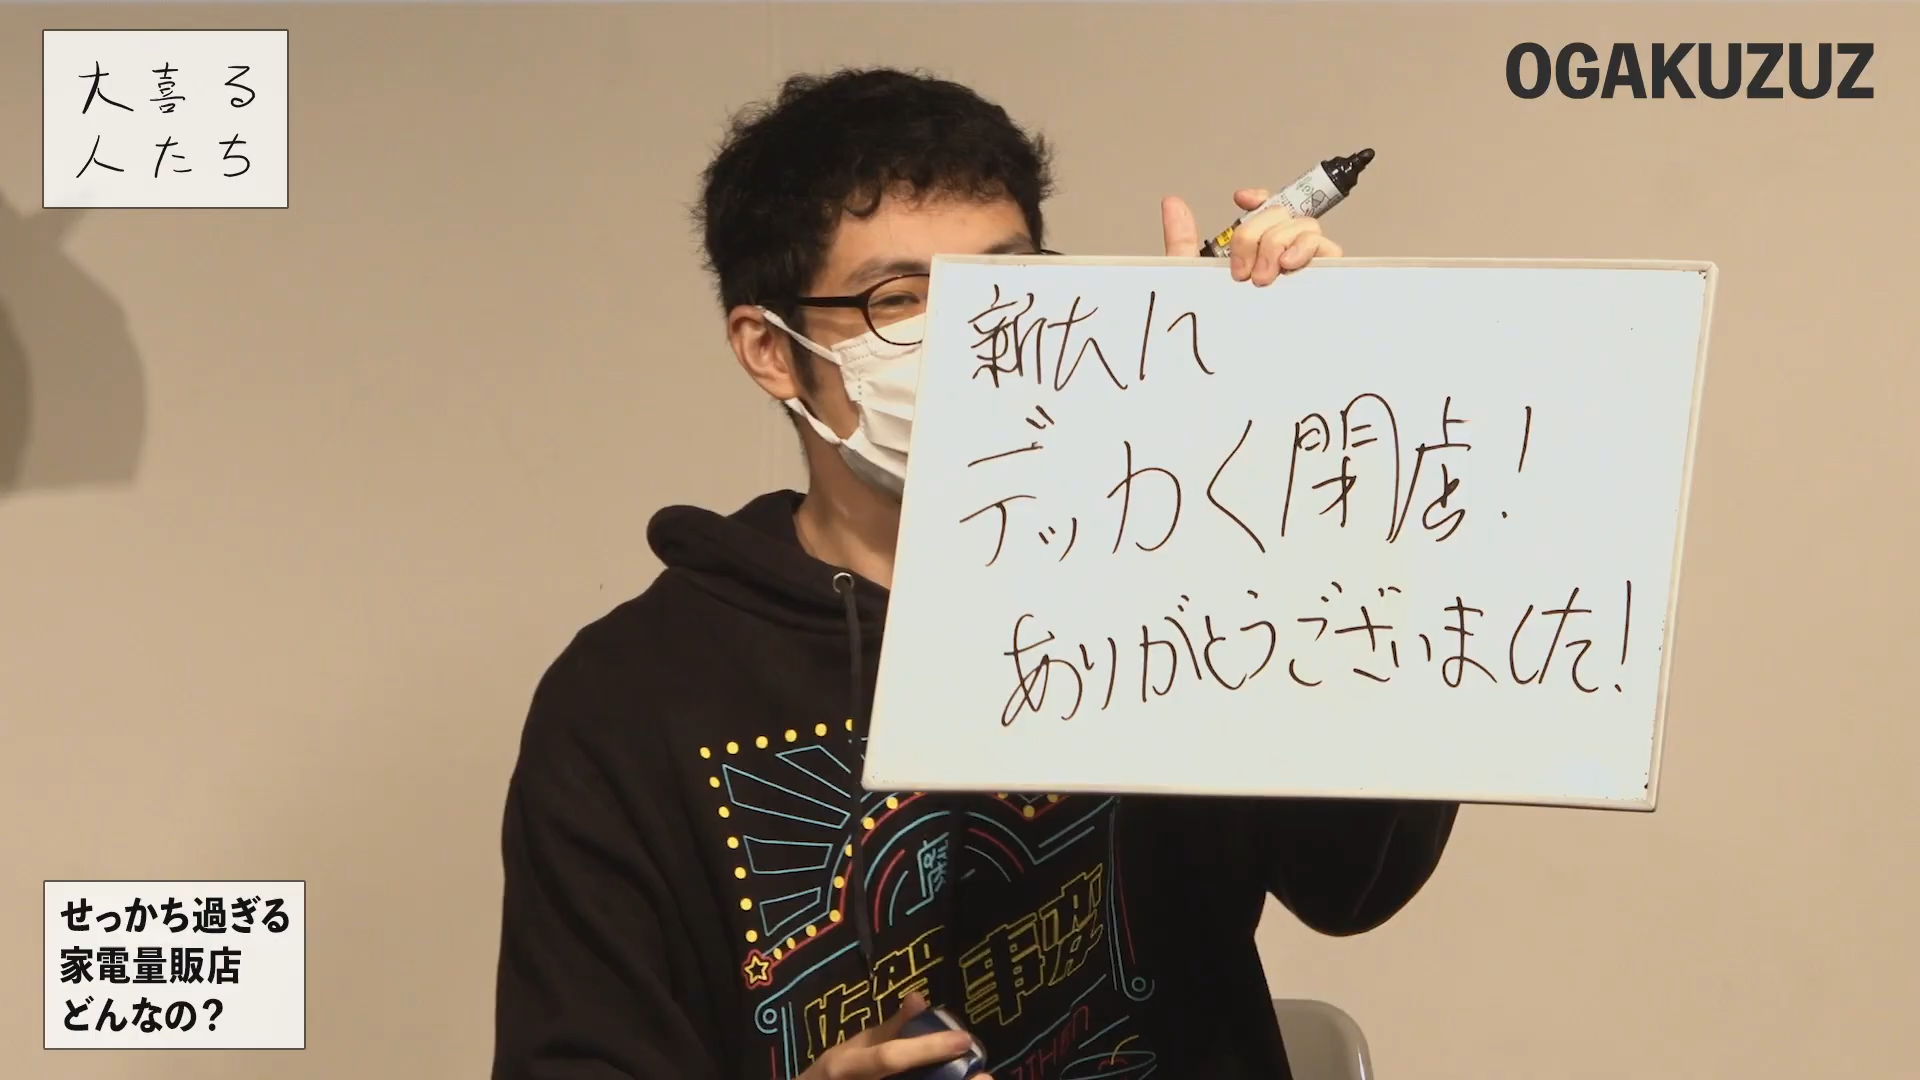 大喜る
人たち
OGAKUZUZ
新大に
デッカく閉店!
ありがとうございました!
佐賀事変
せっかち過ぎる
家電量販店
どんなの?